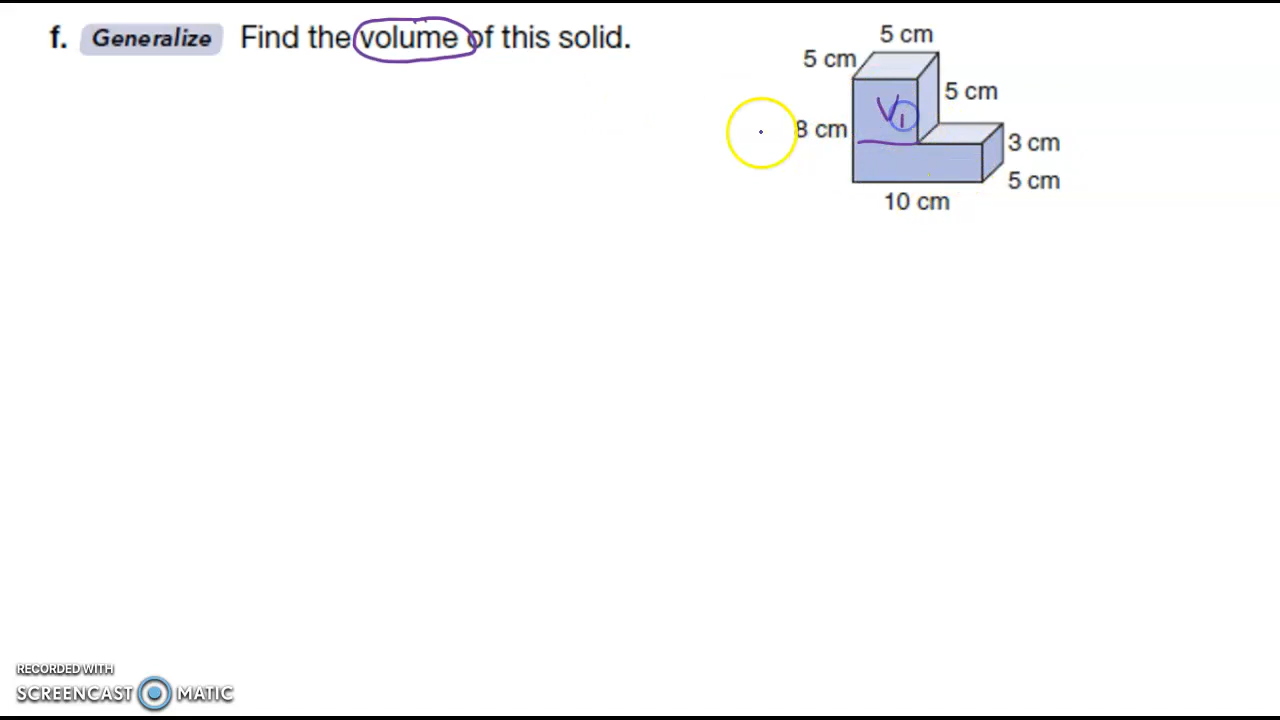 f. Generalize Find the volume of this solid.
5 cm
5 cm
5 cm
V1
8 cm
3 cm
5 cm
10 cm
RECORDED WITH
SCREENCAST MATIC